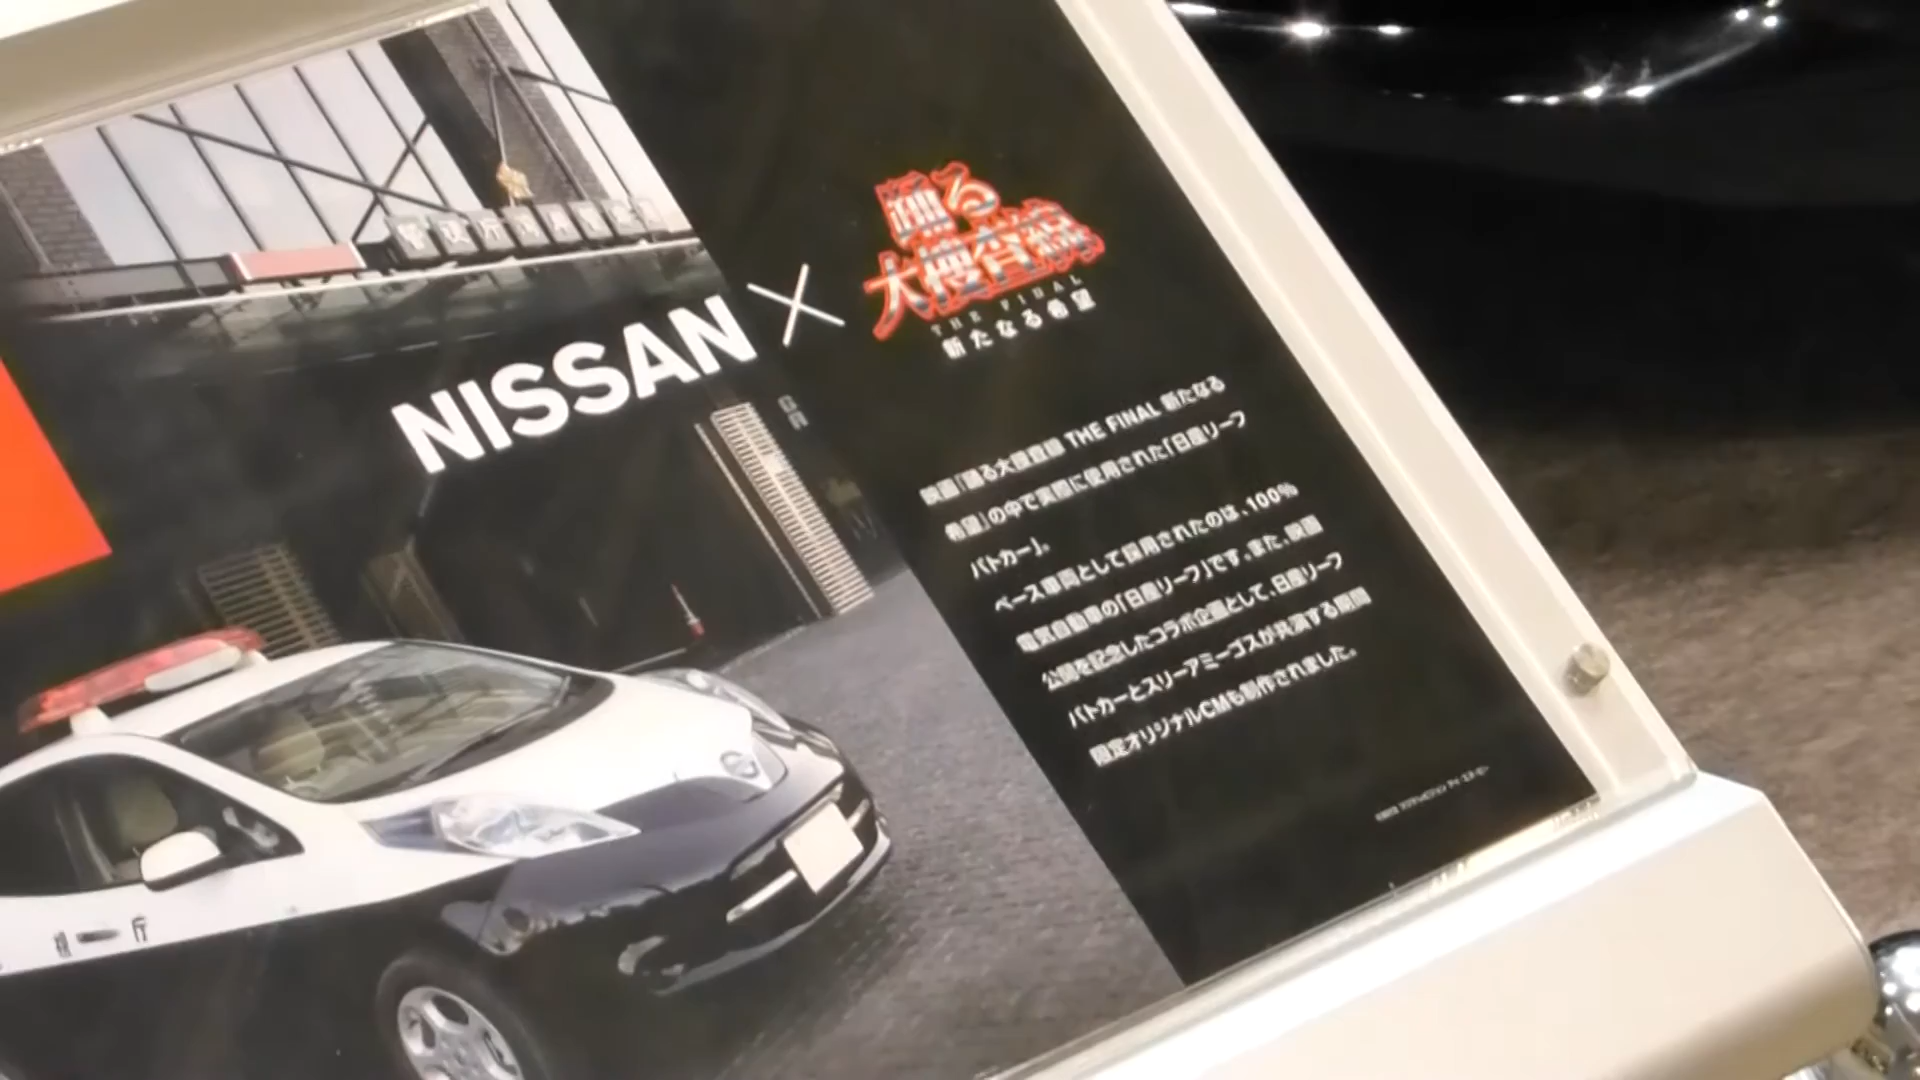 NISSAN ×
踊る
大捜査線
THE FINAL
新たなる希望
映画「踊る大捜査線 THE FINAL 新たなる
希望」の中で実際に使用された「日産リーフ
パトカー」。
ベース車両として採用されたのは、100%
電気自動車の「日産リーフ」です。また、映画
公開を記念したコラボ企画として、日産リーフ
パトカーとスリーアミーゴスが共演する期間
限定オリジナルCMも制作されました。